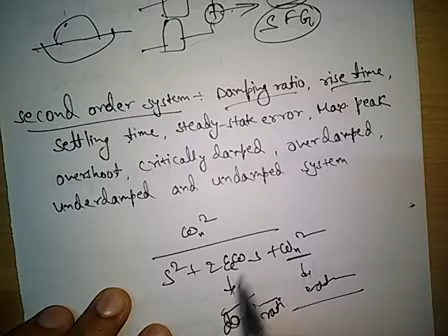 SFG
second order system :- Damping ratio, rise time,
settling time, steady-state error, Max. peak
overshoot, critically damped, overdamped,
underdamped and undamped system
ωn²
s² + 2ξωs + ωn²